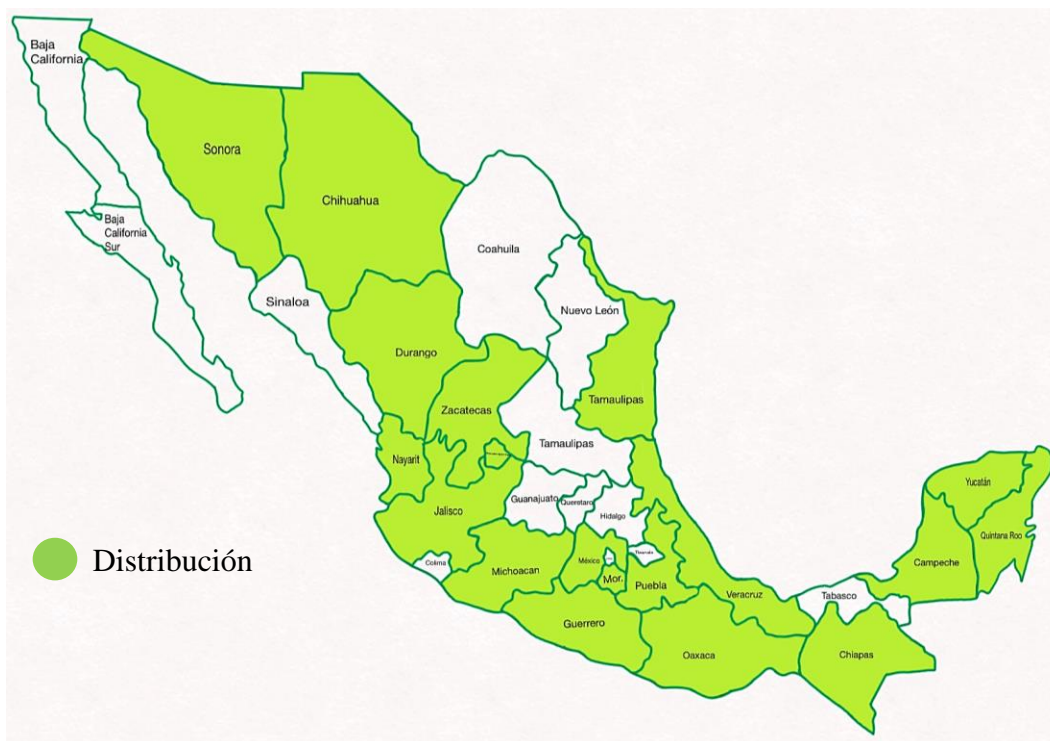 Baja
California
Sonora
Chihuahua
Baja
California
Sur
Coahuila
Sinaloa
Nuevo León
Durango
Tamaulipas
Zacatecas
Tamaulipas
Nayarit
Guanajuato
Queretaro
Hidalgo
Jalisco
Yucatán
Quintana Roo
Campeche
Distribución
Colima
Michoacan
México
Mor.
Puebla
Veracruz
Tabasco
Guerrero
Oaxaca
Chiapas